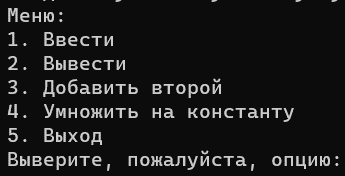 Меню:
1. Ввести
2. Вывести
3. Добавить второй
4. Умножить на константу
5. Выход
Выверите, пожалуйста, опцию: